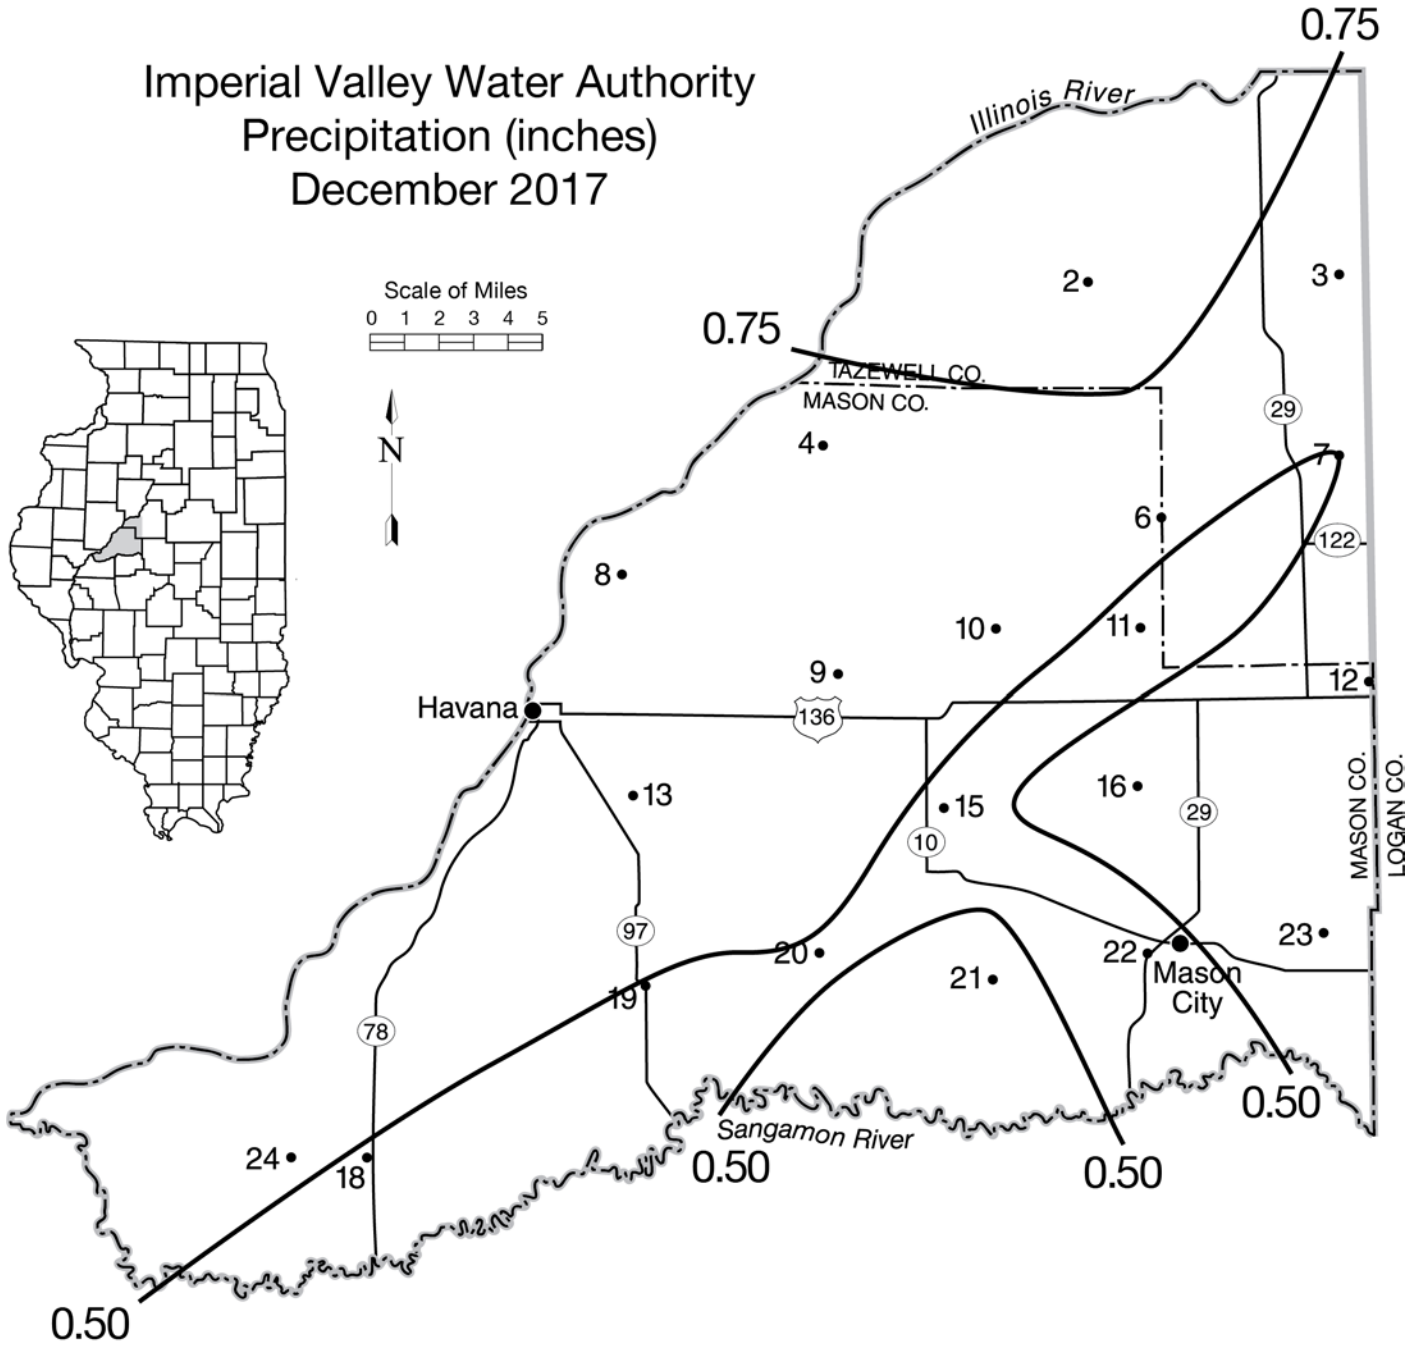 0.75
Imperial Valley Water Authority
Precipitation (inches)
December 2017
Illinois River
Scale of Miles
0 1 2 3 4 5
2
3
0.75
TAZEWELL CO.
MASON CO.
29
4
N
7
6
122
8
10
11
9
12
Havana
136
13
15
16
29
10
MASON CO.
LOGAN CO.
97
20
22
23
21
Mason
City
19
78
0.50
Sangamon River
24
18
0.50
0.50
0.50